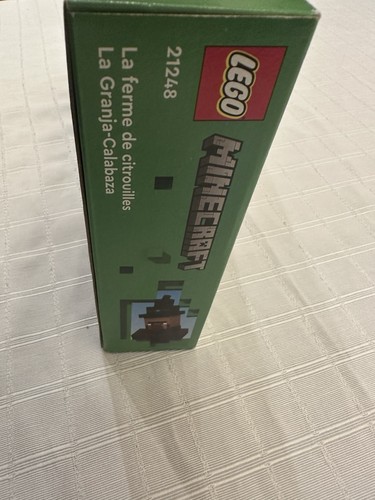 LEGO
MINECRAFT
21248
La ferme de citrouilles
La Granja-Calabaza